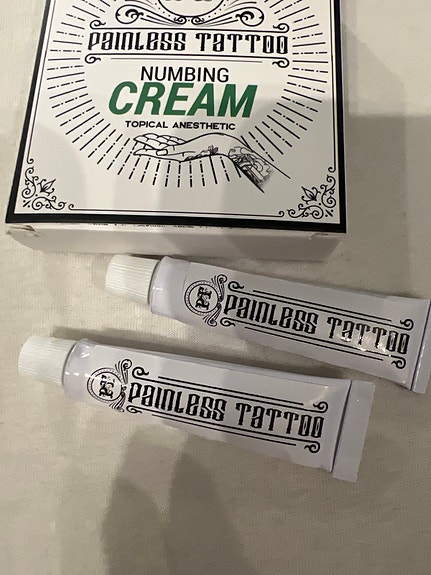 PAINLESS TATTOO
NUMBING
CREAM
TOPICAL ANESTHETIC
PAINLESS TATTOO
PAINLESS TATTOO